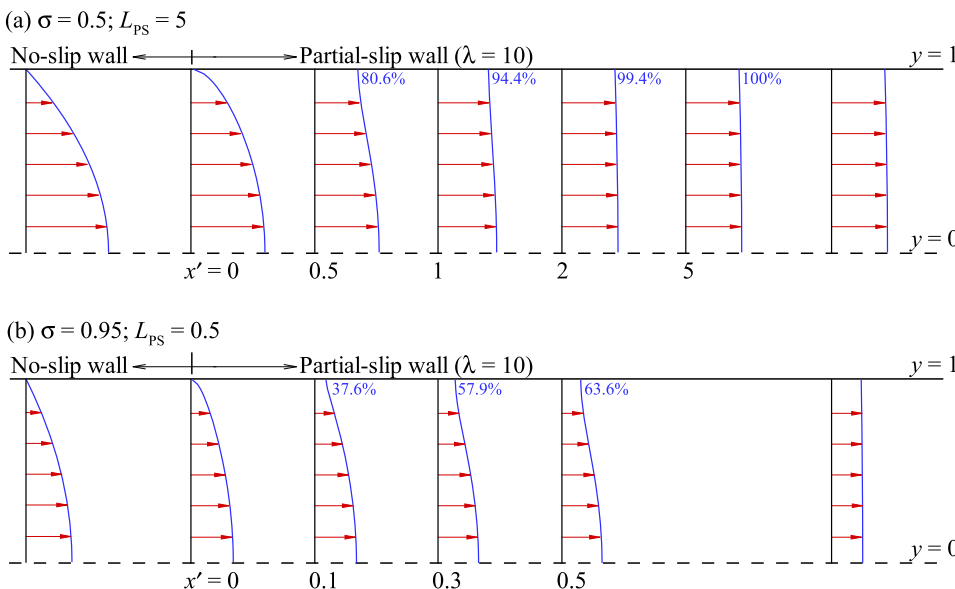 (a) σ = 0.5; L_PS = 5
No-slip wall Partial-slip wall (λ = 10) y = 1
80.6% 94.4% 99.4% 100%
y = 0
x′ = 0 0.5 1 2 5
(b) σ = 0.95; L_PS = 0.5
No-slip wall Partial-slip wall (λ = 10) y = 1
37.6% 57.9% 63.6%
y = 0
x′ = 0 0.1 0.3 0.5